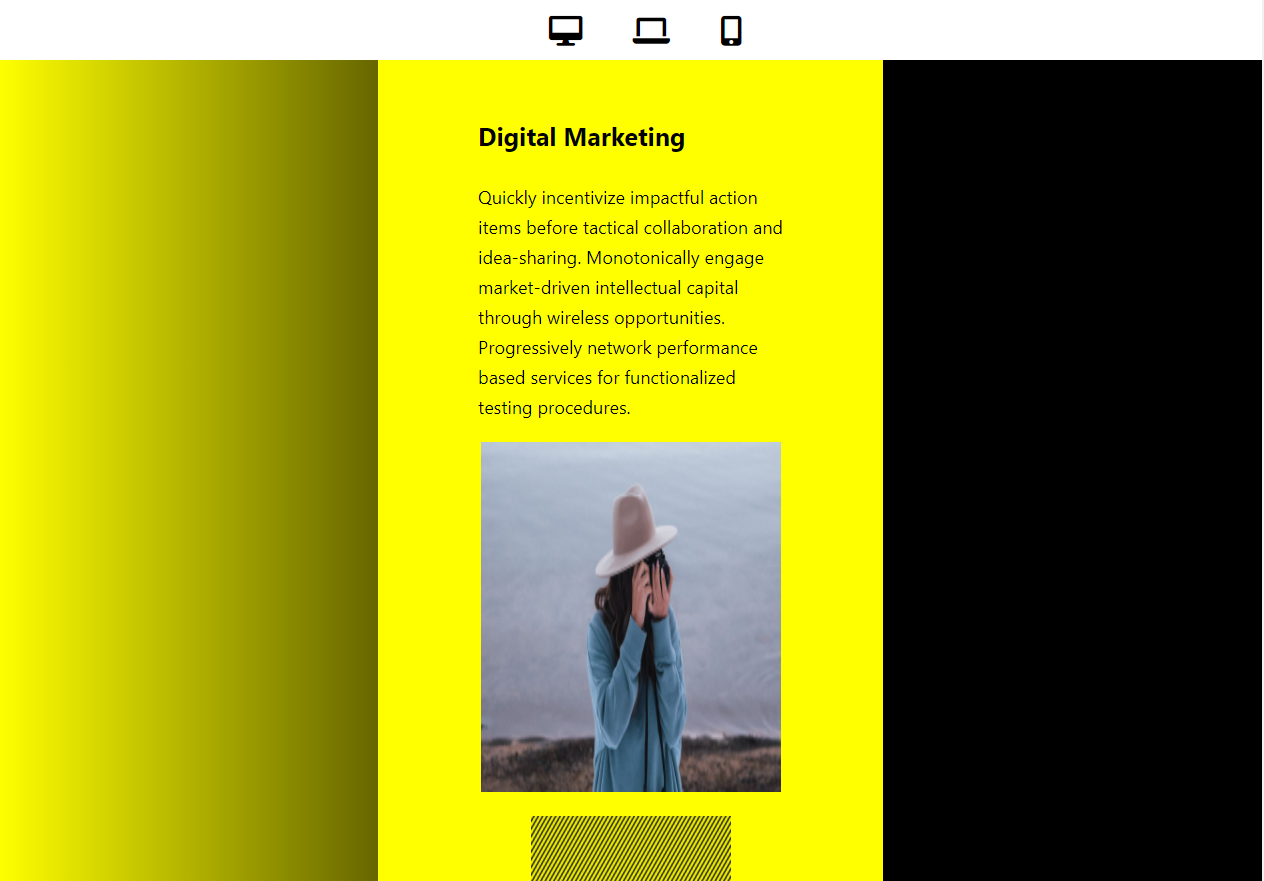 Digital Marketing
Quickly incentivize impactful action
items before tactical collaboration and
idea-sharing. Monotonically engage
market-driven intellectual capital
through wireless opportunities.
Progressively network performance
based services for functionalized
testing procedures.